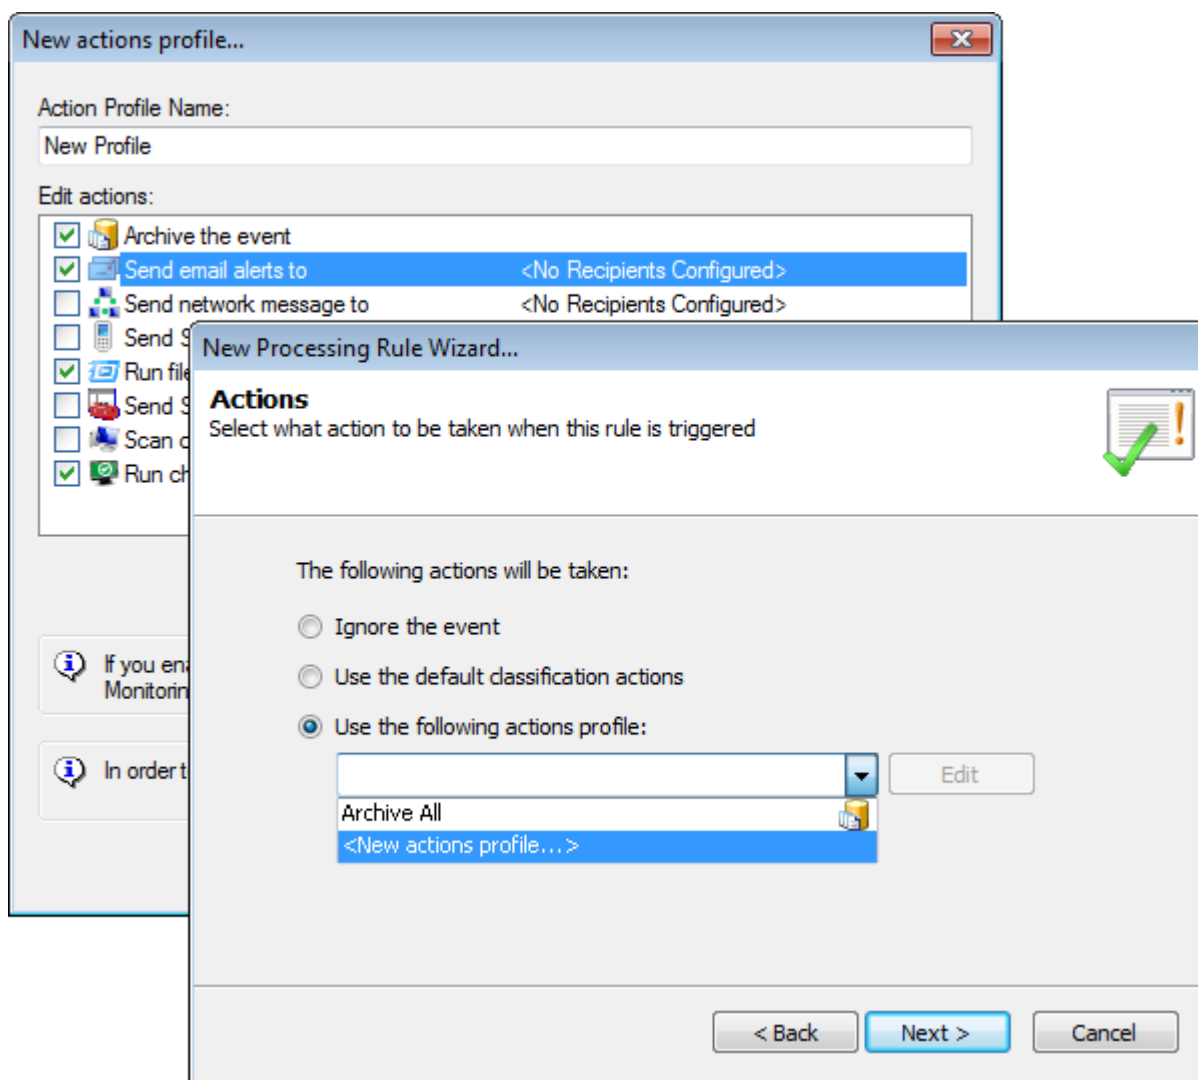 New actions profile...
Action Profile Name:
New Profile
Edit actions:
Archive the event
Send email alerts to <No Recipients Configured>
Send network message to <No Recipients Configured>
Send S
Run file
Send S
Scan c
Run ch
If you ena
Monitorin
In order t
New Processing Rule Wizard...
Actions
Select what action to be taken when this rule is triggered
The following actions will be taken:
Ignore the event
Use the default classification actions
Use the following actions profile:
Edit
Archive All
<New actions profile...>
< Back Next > Cancel